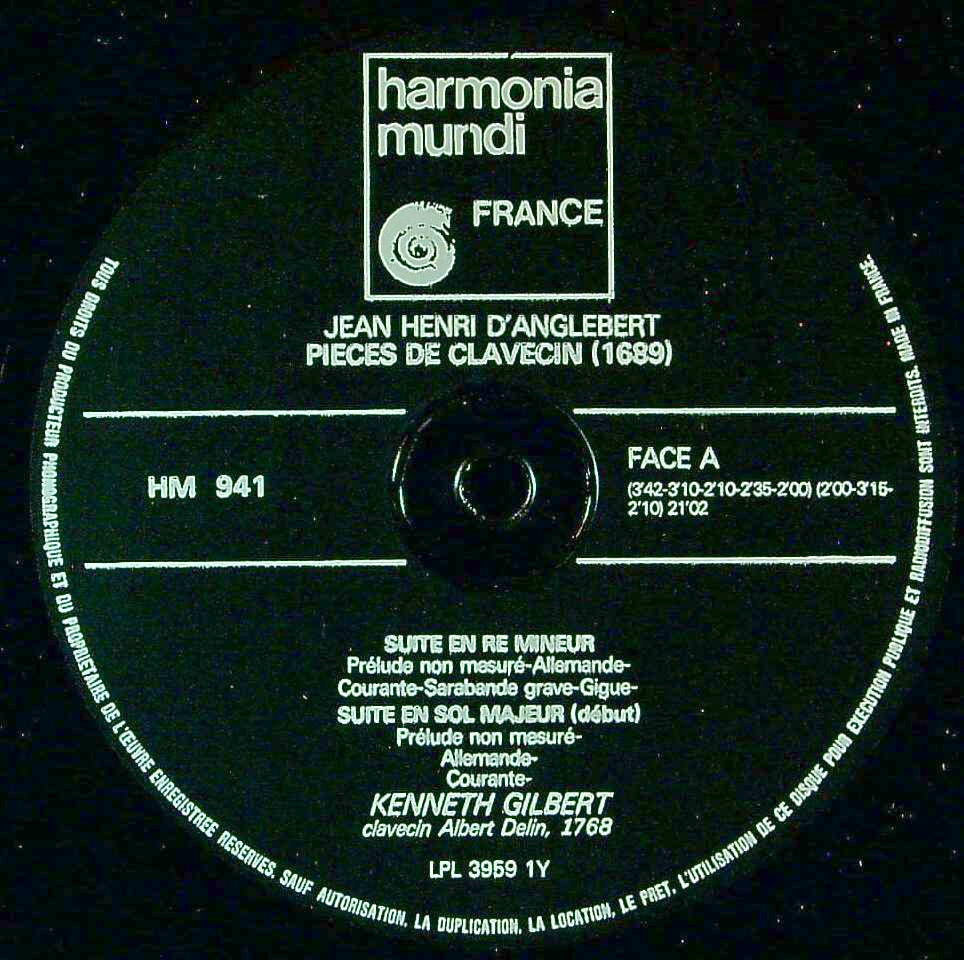 harmonia
mundi
FRANCE
JEAN HENRI D'ANGLEBERT
PIECES DE CLAVECIN (1689)
HM 941
FACE A
(3'42-3'10-2'10-2'35-2'00) (2'00-3'15-
2'10) 21'02
SUITE EN RE MINEUR
Prélude non mesuré-Allemande-
Courante-Sarabande grave-Gigue-
SUITE EN SOL MAJEUR (début)
Prélude non mesuré-
Allemande-
Courante-
KENNETH GILBERT
clavecin Albert Delin, 1768
LPL 3959 1Y
TOUS DROITS DU PRODUCTEUR PHONOGRAPHIQUE ET DU PROPRIETAIRE DE L'ŒUVRE ENREGISTREE RESERVES. SAUF AUTORISATION, LA DUPLICATION, LA LOCATION, LE PRET, L'UTILISATION DE CE DISQUE POUR EXECUTION PUBLIQUE ET RADIODIFFUSION SONT INTERDITS. MADE IN FRANCE.